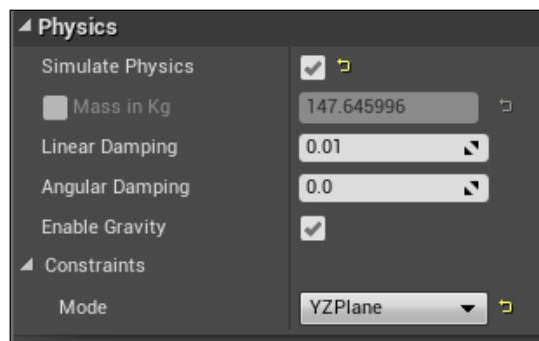 Physics
Simulate Physics
Mass in Kg 147.645996
Linear Damping 0.01
Angular Damping 0.0
Enable Gravity
Constraints
Mode YZPlane